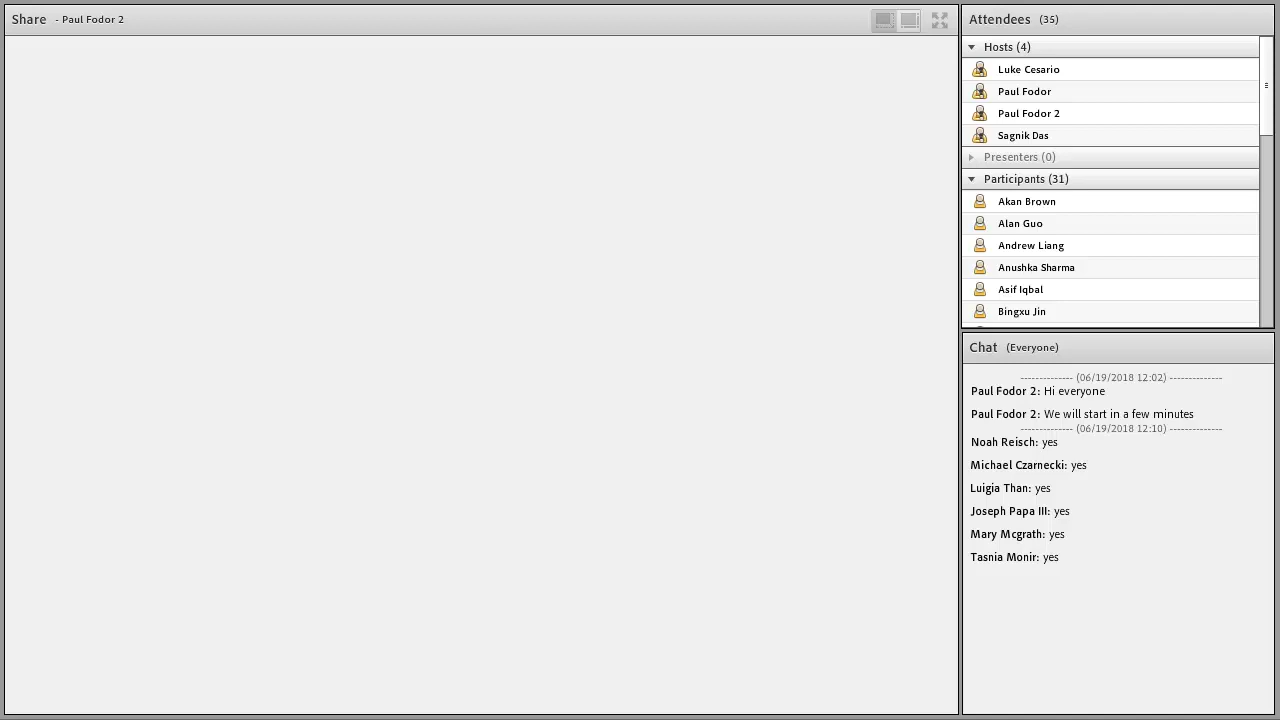 Share - Paul Fodor 2
Attendees (35)
Hosts (4)
Luke Cesario
Paul Fodor
Paul Fodor 2
Sagnik Das
Presenters (0)
Participants (31)
Akan Brown
Alan Guo
Andrew Liang
Anushka Sharma
Asif Iqbal
Bingxu Jin
Chat (Everyone)
-------------- (06/19/2018 12:02) --------------
Paul Fodor 2: Hi everyone
Paul Fodor 2: We will start in a few minutes
-------------- (06/19/2018 12:10) --------------
Noah Reisch: yes
Michael Czarnecki: yes
Luigia Than: yes
Joseph Papa III: yes
Mary Mcgrath: yes
Tasnia Monir: yes